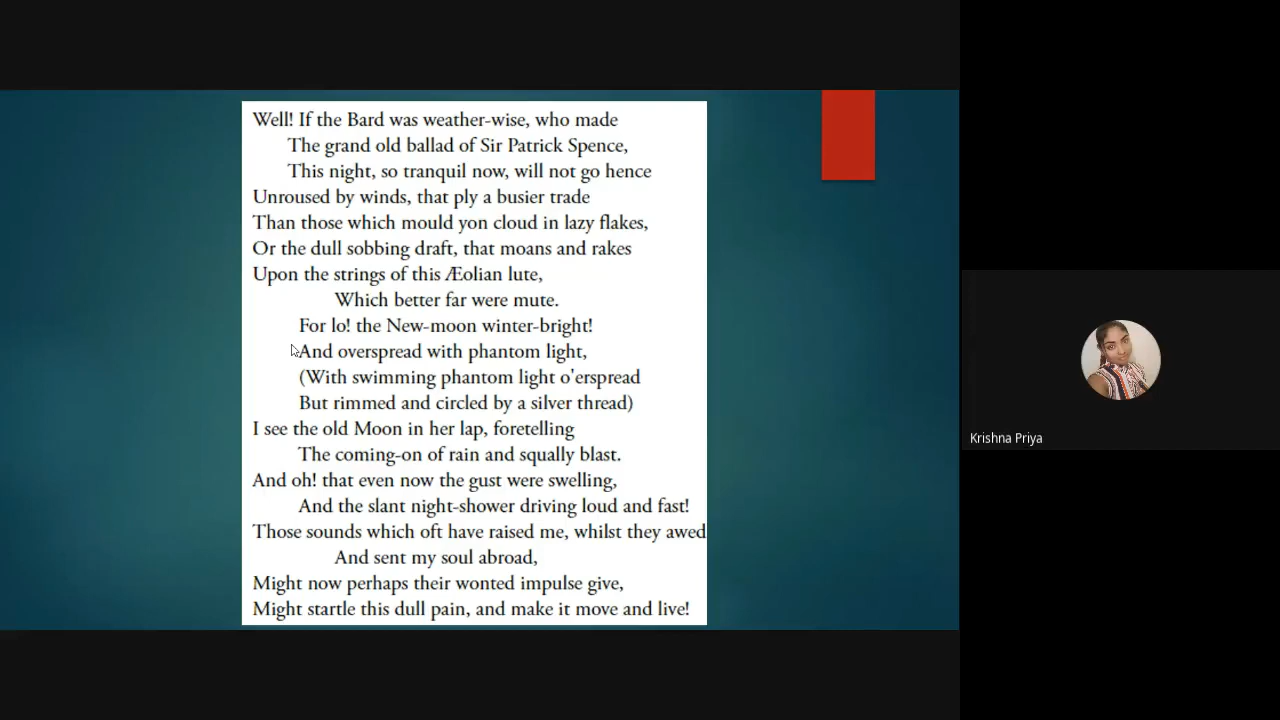 Well! If the Bard was weather-wise, who made
The grand old ballad of Sir Patrick Spence,
This night, so tranquil now, will not go hence
Unroused by winds, that ply a busier trade
Than those which mould yon cloud in lazy flakes,
Or the dull sobbing draft, that moans and rakes
Upon the strings of this Æolian lute,
Which better far were mute.
For lo! the New-moon winter-bright!
And overspread with phantom light,
(With swimming phantom light o'erspread
But rimmed and circled by a silver thread)
I see the old Moon in her lap, foretelling
The coming-on of rain and squally blast.
And oh! that even now the gust were swelling,
And the slant night-shower driving loud and fast!
Those sounds which oft have raised me, whilst they awed
And sent my soul abroad,
Might now perhaps their wonted impulse give,
Might startle this dull pain, and make it move and live!
Krishna Priya